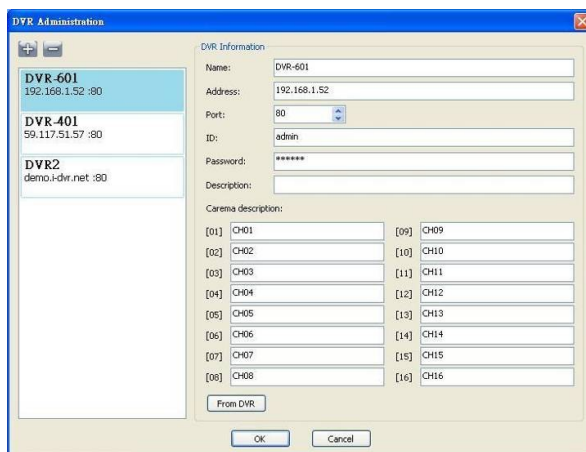 DVR Administration
DVR-601
192.168.1.52 :80
DVR-401
59.117.51.57 :80
DVR2
demo.i-dvr.net :80
DVR Information
Name: DVR-601
Address: 192.168.1.52
Port: 80
ID: admin
Password: ******
Description:
Carema description:
[01] CH01 [09] CH09
[02] CH02 [10] CH10
[03] CH03 [11] CH11
[04] CH04 [12] CH12
[05] CH05 [13] CH13
[06] CH06 [14] CH14
[07] CH07 [15] CH15
[08] CH08 [16] CH16
From DVR
OK Cancel